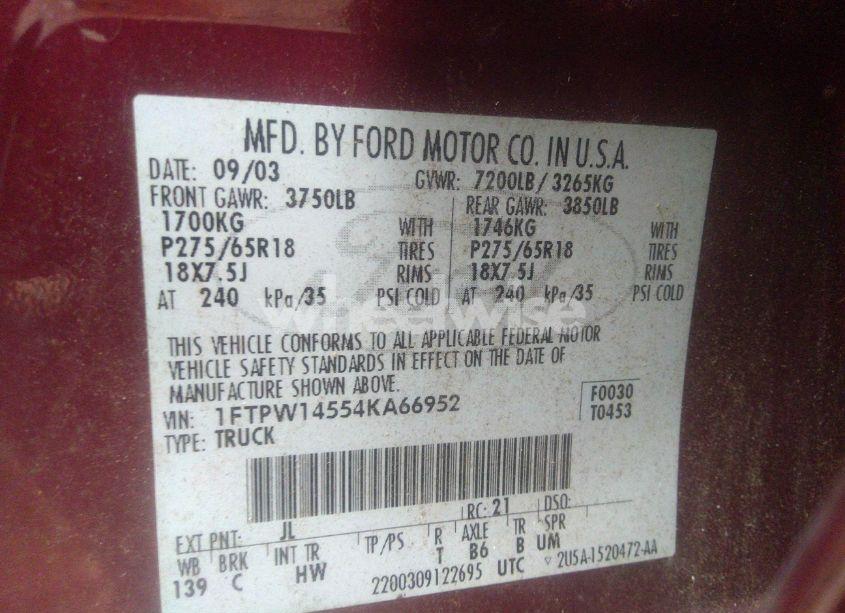 MFD. BY FORD MOTOR CO. IN U.S.A.
DATE: 09/03 GVWR: 7200LB / 3265KG
FRONT GAWR: 3750LB REAR GAWR: 3850LB
1700KG WITH 1746KG WITH
P275/65R18 TIRES P275/65R18 TIRES
18X7.5J RIMS 18X7.5J RIMS
AT 240 kPa/35 PSI COLD AT 240 kPa/35 PSI COLD
wheelwise
THIS VEHICLE CONFORMS TO ALL APPLICABLE FEDERAL MOTOR
VEHICLE SAFETY STANDARDS IN EFFECT ON THE DATE OF
MANUFACTURE SHOWN ABOVE.
VIN: 1FTPW14554KA66952 F0030
TYPE: TRUCK T0453
RC: 21 DSO:
EXT PNT: JL
WB BRK INT TR TP/PS R AXLE TR SPR
139 C HW T B6 B UM
2200309122695 UTC ▽ 2U5A-1520472-AA